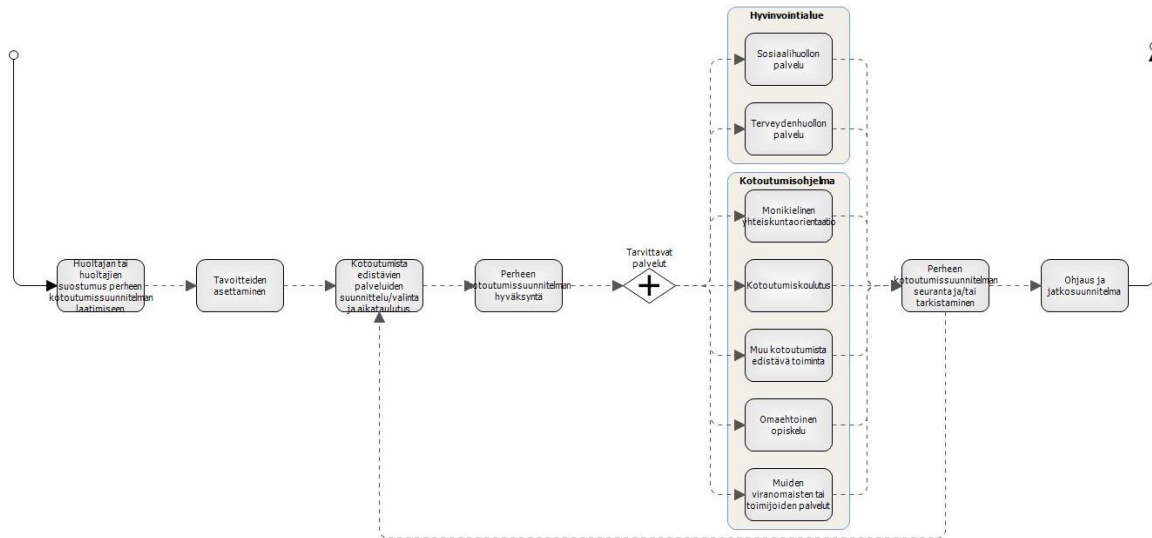 Hyvinvointialue
Sosiaalihuollon
palvelu
Terveydenhuollon
palvelu
Kotoutumisohjelma
Monikielinen
yhteiskuntaorientaatio
Huoltajan tai
huoltajien
suostumus perheen
kotoutumissuunnitelman
laatimiseen
Tavoitteiden
asettaminen
Kotoutumista
edistävien
palveluiden
suunnittelu/valinta
ja aikataulutus
Perheen
kotoutumissuunnitelman
hyväksyntä
Tarvittavat
palvelut
Kotoutumiskoulutus
Muu kotoutumista
edistävä toiminta
Omaehtoinen
opiskelu
Muiden
viranomaisten tai
toimijoiden palvelut
Perheen
kotoutumissuunnitelman
seuranta ja/tai
tarkistaminen
Ohjaus ja
jatkosuunnitelma